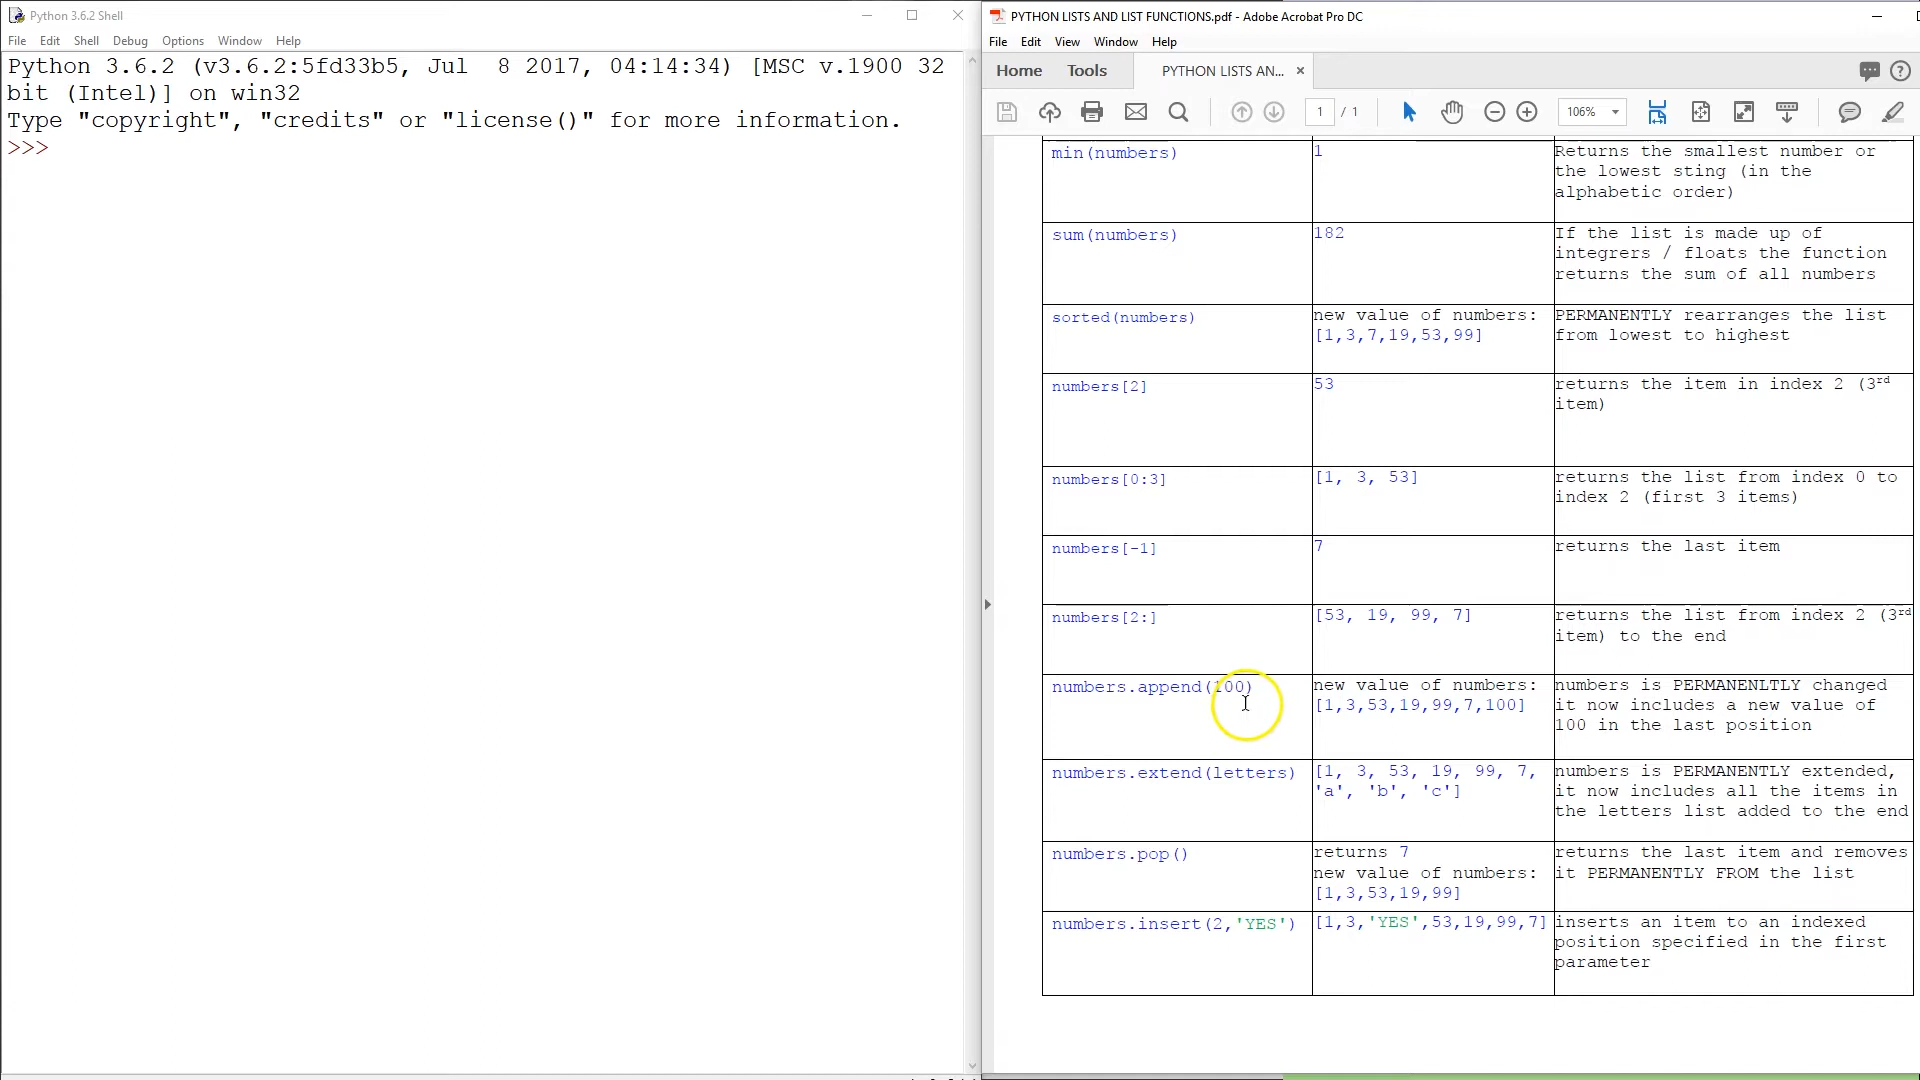 Python 3.6.2 Shell
File Edit Shell Debug Options Window Help
Python 3.6.2 (v3.6.2:5fd33b5, Jul  8 2017, 04:14:34) [MSC v.1900 32
bit (Intel)] on win32
Type "copyright", "credits" or "license()" for more information.
>>>
PYTHON LISTS AND LIST FUNCTIONS.pdf - Adobe Acrobat Pro DC
File Edit View Window Help
Home Tools PYTHON LISTS AN... ×
1 / 1 106%
min(numbers) 1 Returns the smallest number or
the lowest sting (in the
alphabetic order)
sum(numbers) 182 If the list is made up of
integrers / floats the function
returns the sum of all numbers
sorted(numbers) new value of numbers: PERMANENTLY rearranges the list
[1,3,7,19,53,99] from lowest to highest
numbers[2] 53 returns the item in index 2 (3rd
item)
numbers[0:3] [1, 3, 53] returns the list from index 0 to
index 2 (first 3 items)
numbers[-1] 7 returns the last item
numbers[2:] [53, 19, 99, 7] returns the list from index 2 (3rd
item) to the end
numbers.append(100) new value of numbers: numbers is PERMANENLTLY changed
[1,3,53,19,99,7,100] it now includes a new value of
100 in the last position
numbers.extend(letters) [1, 3, 53, 19, 99, 7, numbers is PERMANENTLY extended,
'a', 'b', 'c'] it now includes all the items in
the letters list added to the end
numbers.pop() returns 7 returns the last item and removes
new value of numbers: it PERMANENTLY FROM the list
[1,3,53,19,99]
numbers.insert(2,'YES') [1,3,'YES',53,19,99,7] inserts an item to an indexed
position specified in the first
parameter